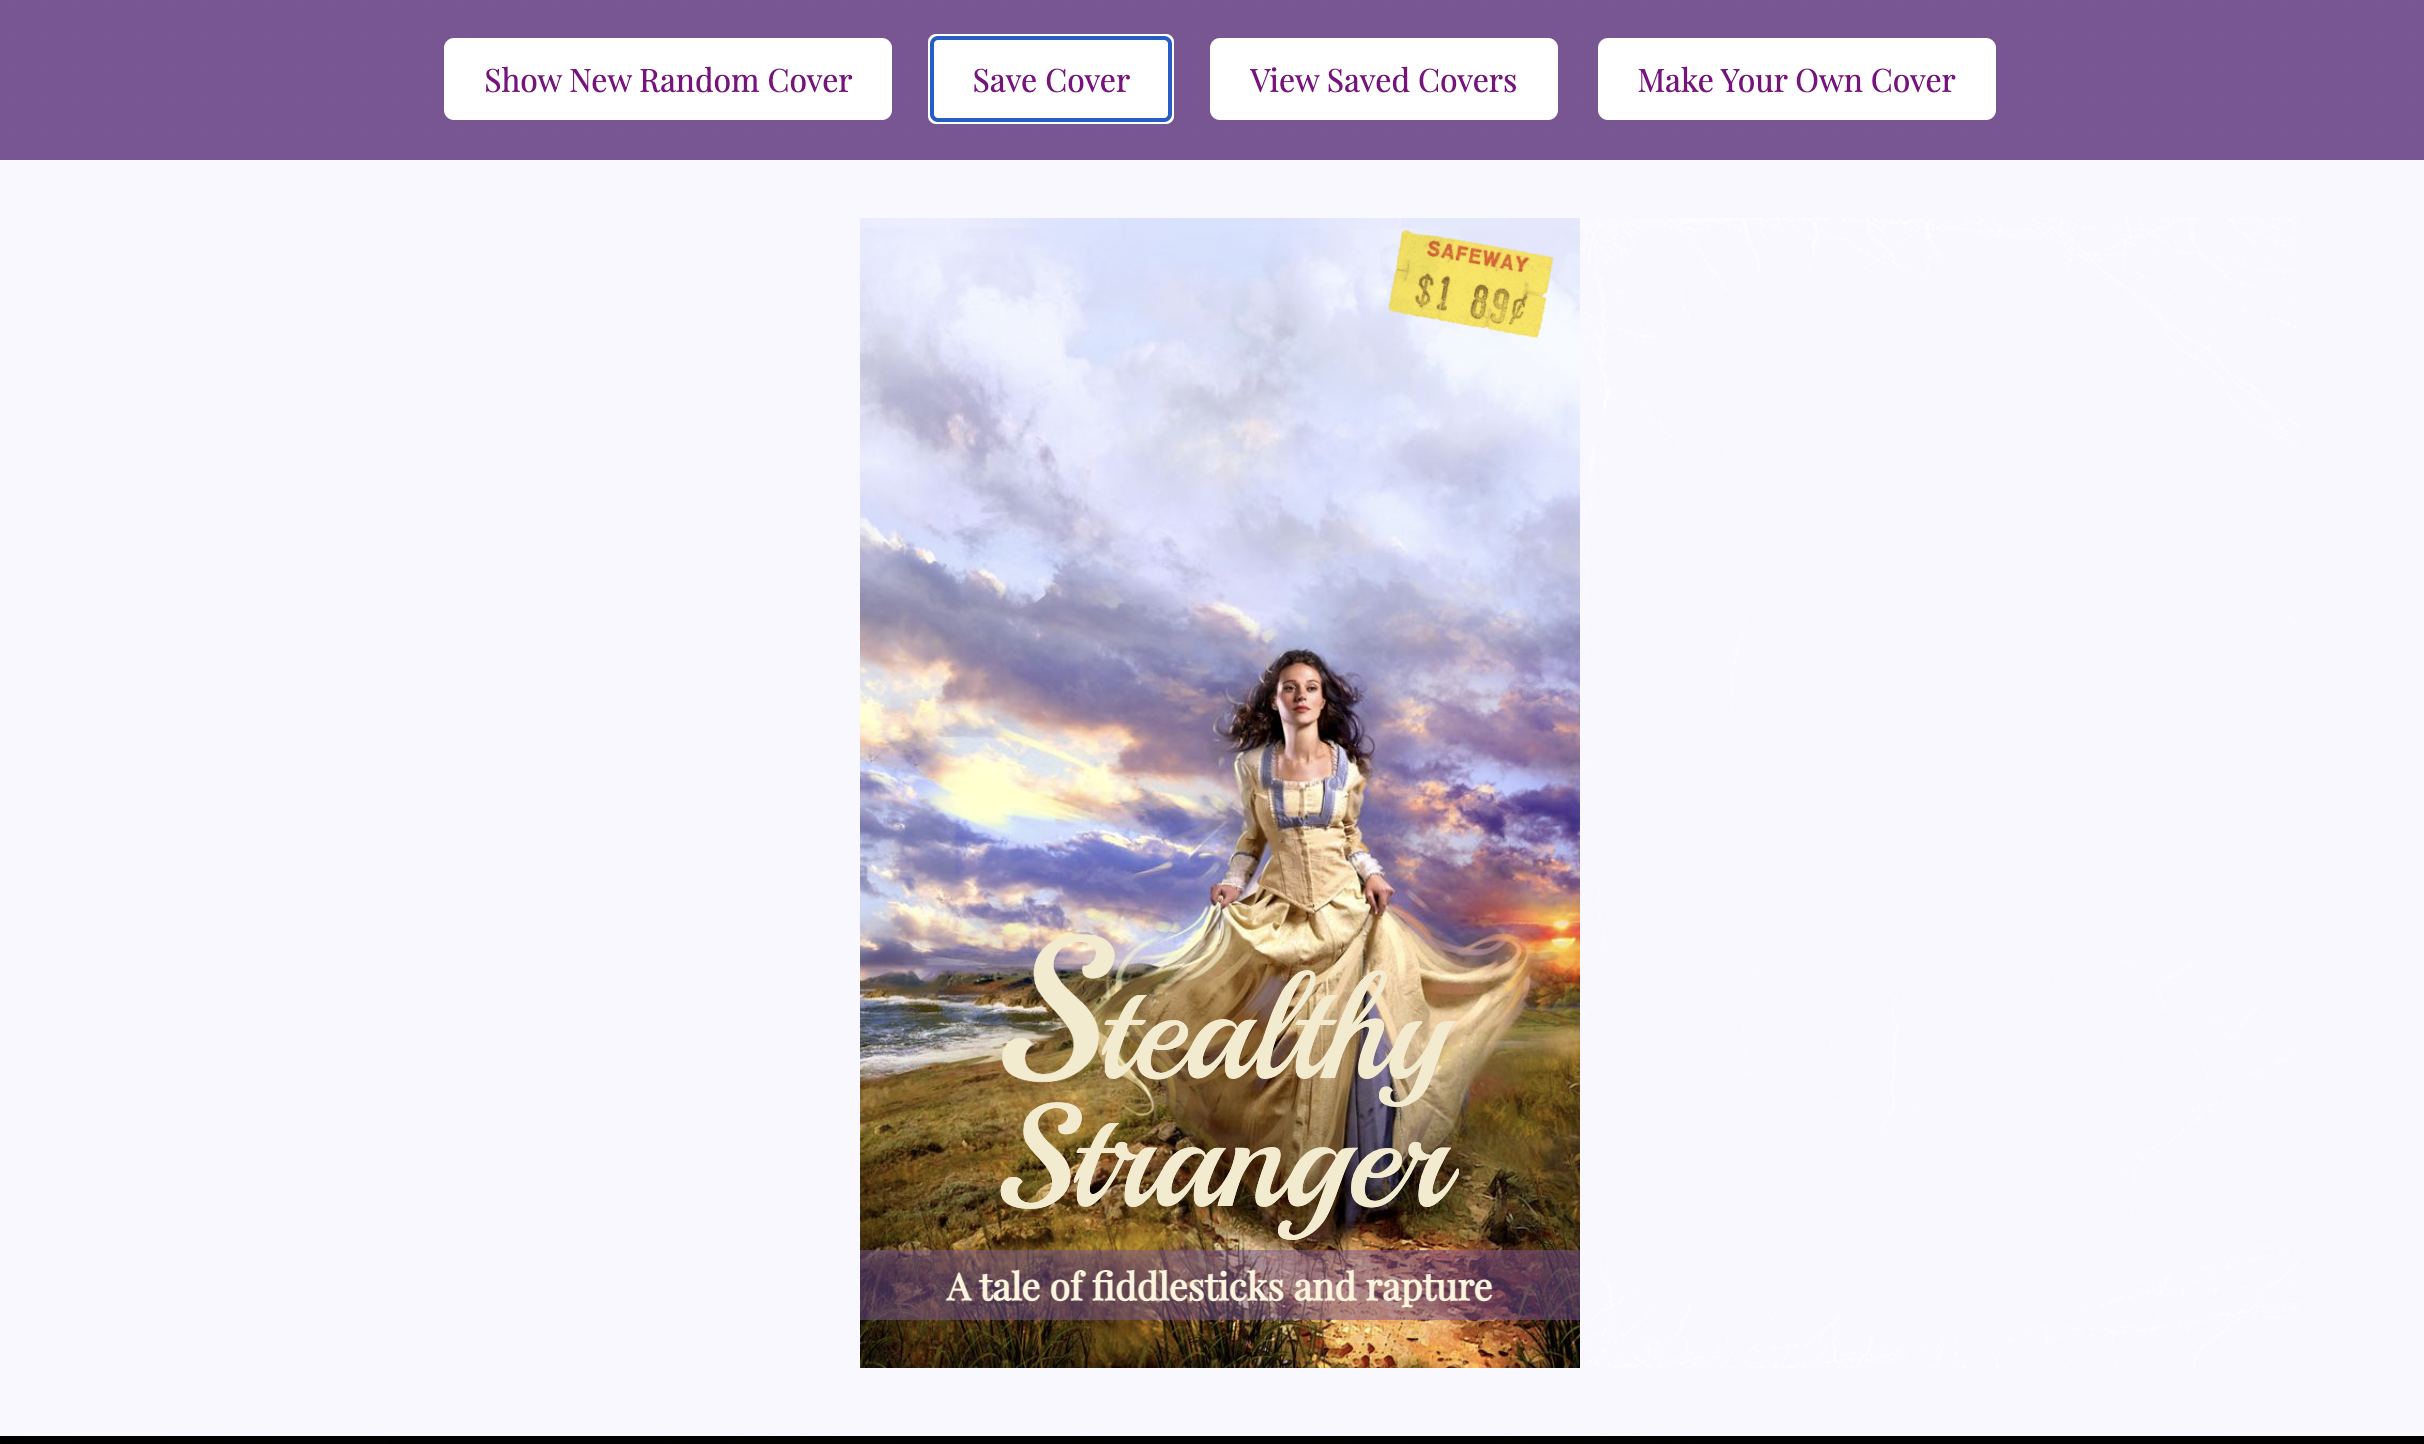 Show New Random Cover
Save Cover
View Saved Covers
Make Your Own Cover
SAFEWAY
$1 89¢
Stealthy
Stranger
A tale of fiddlesticks and rapture